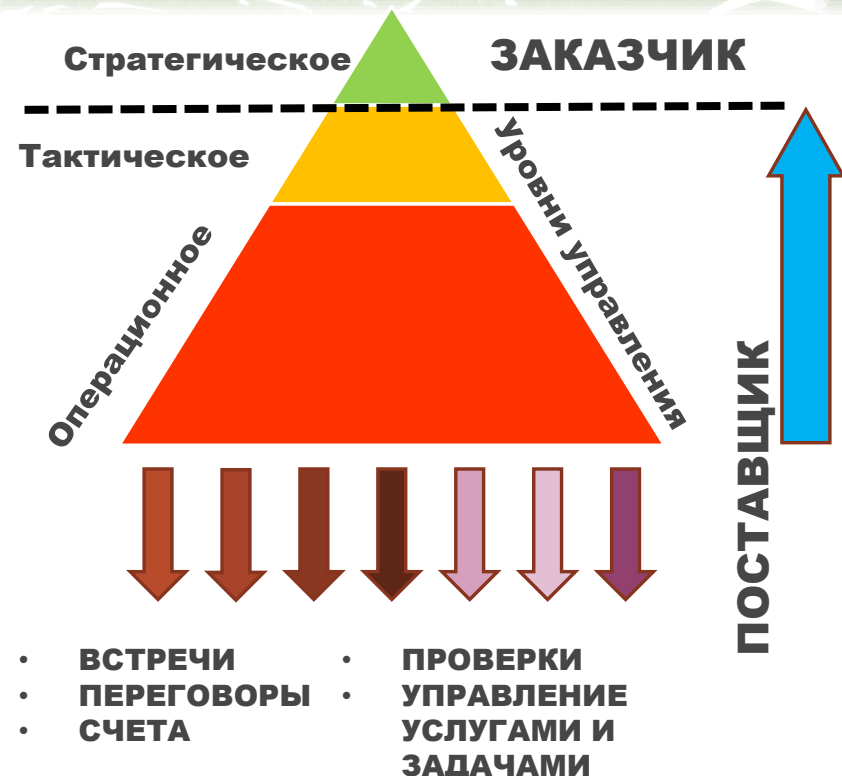 Стратегическое
ЗАКАЗЧИК
Тактическое
Уровни управления
Операционное
ПОСТАВЩИК
• ВСТРЕЧИ
• ПЕРЕГОВОРЫ
• СЧЕТА
• ПРОВЕРКИ
• УПРАВЛЕНИЕ
УСЛУГАМИ И
ЗАДАЧАМИ